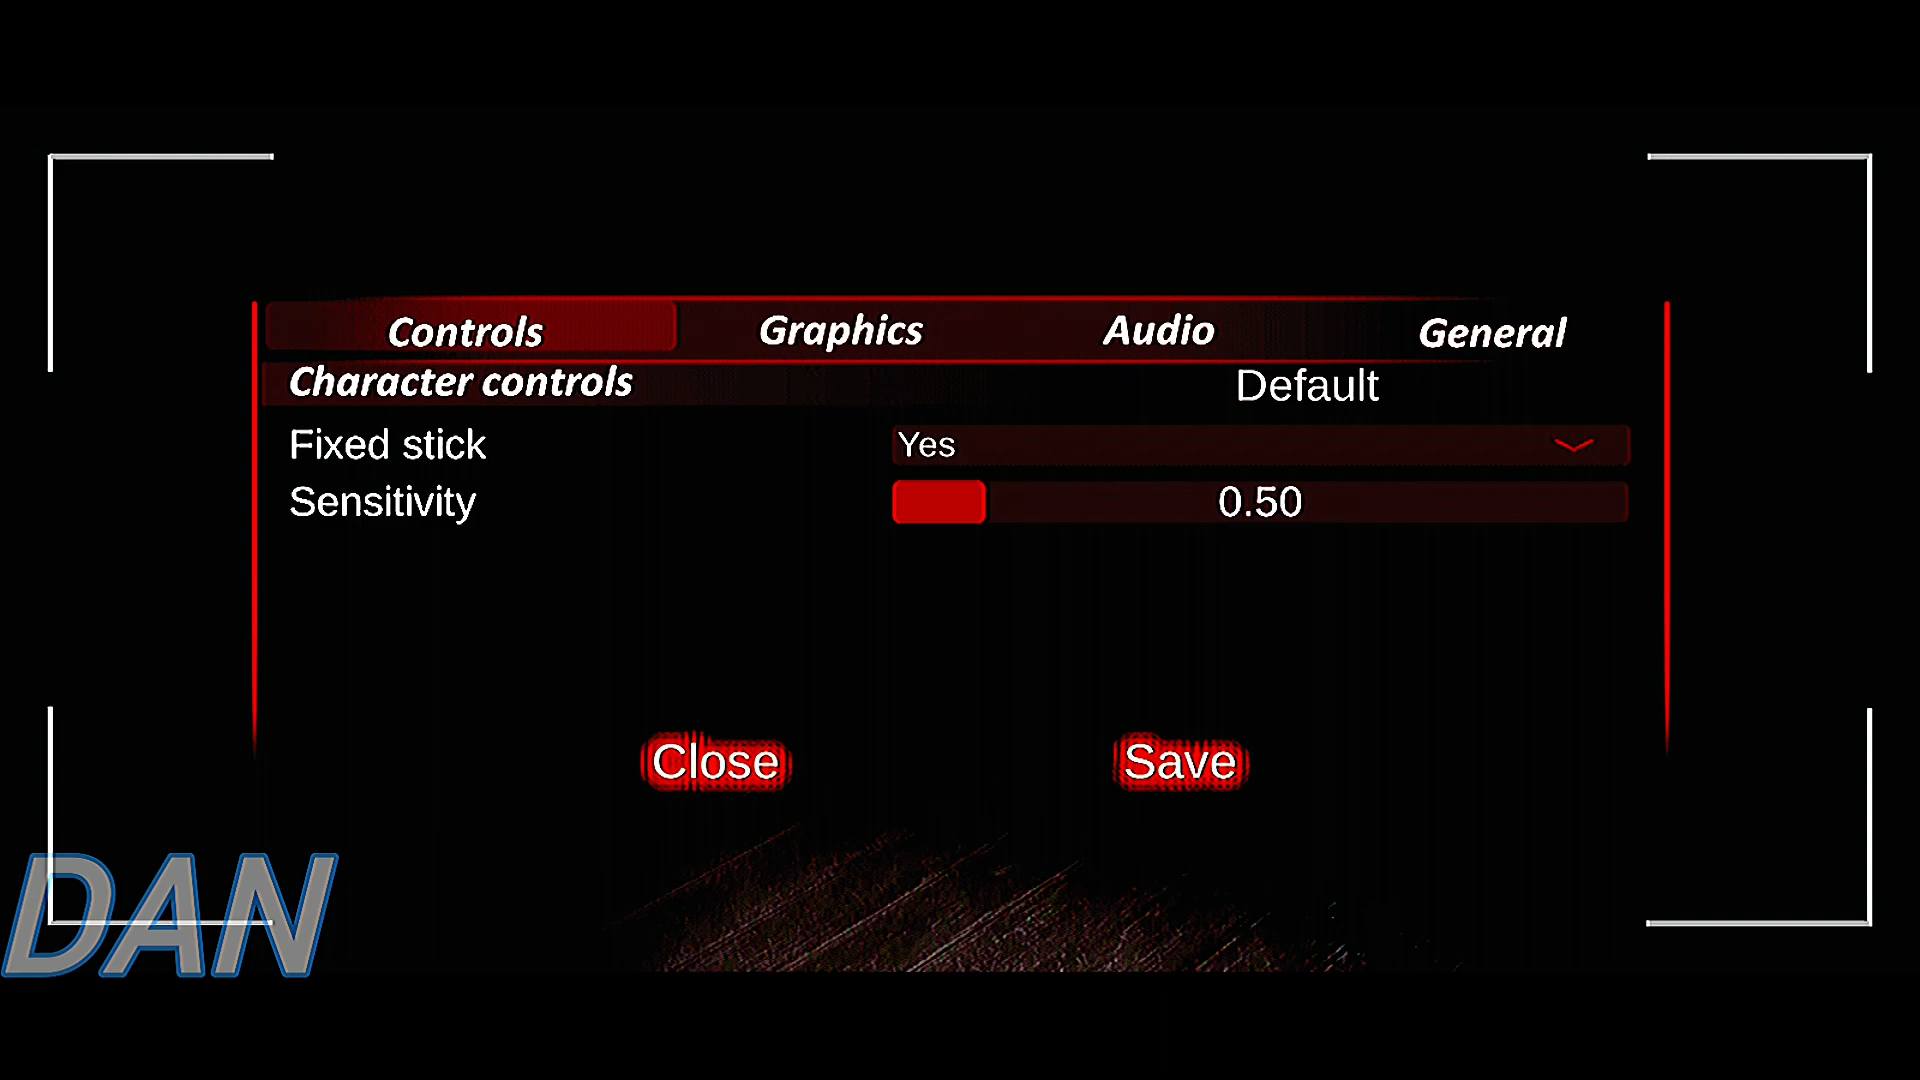 Controls Graphics Audio General
Character controls Default
Fixed stick Yes
Sensitivity 0.50
Close Save
DAN